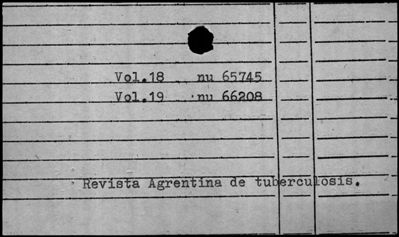 Vol.18 nu 65745
Vol.19 nu 66208
Revista Agrentina de tuberculosis.